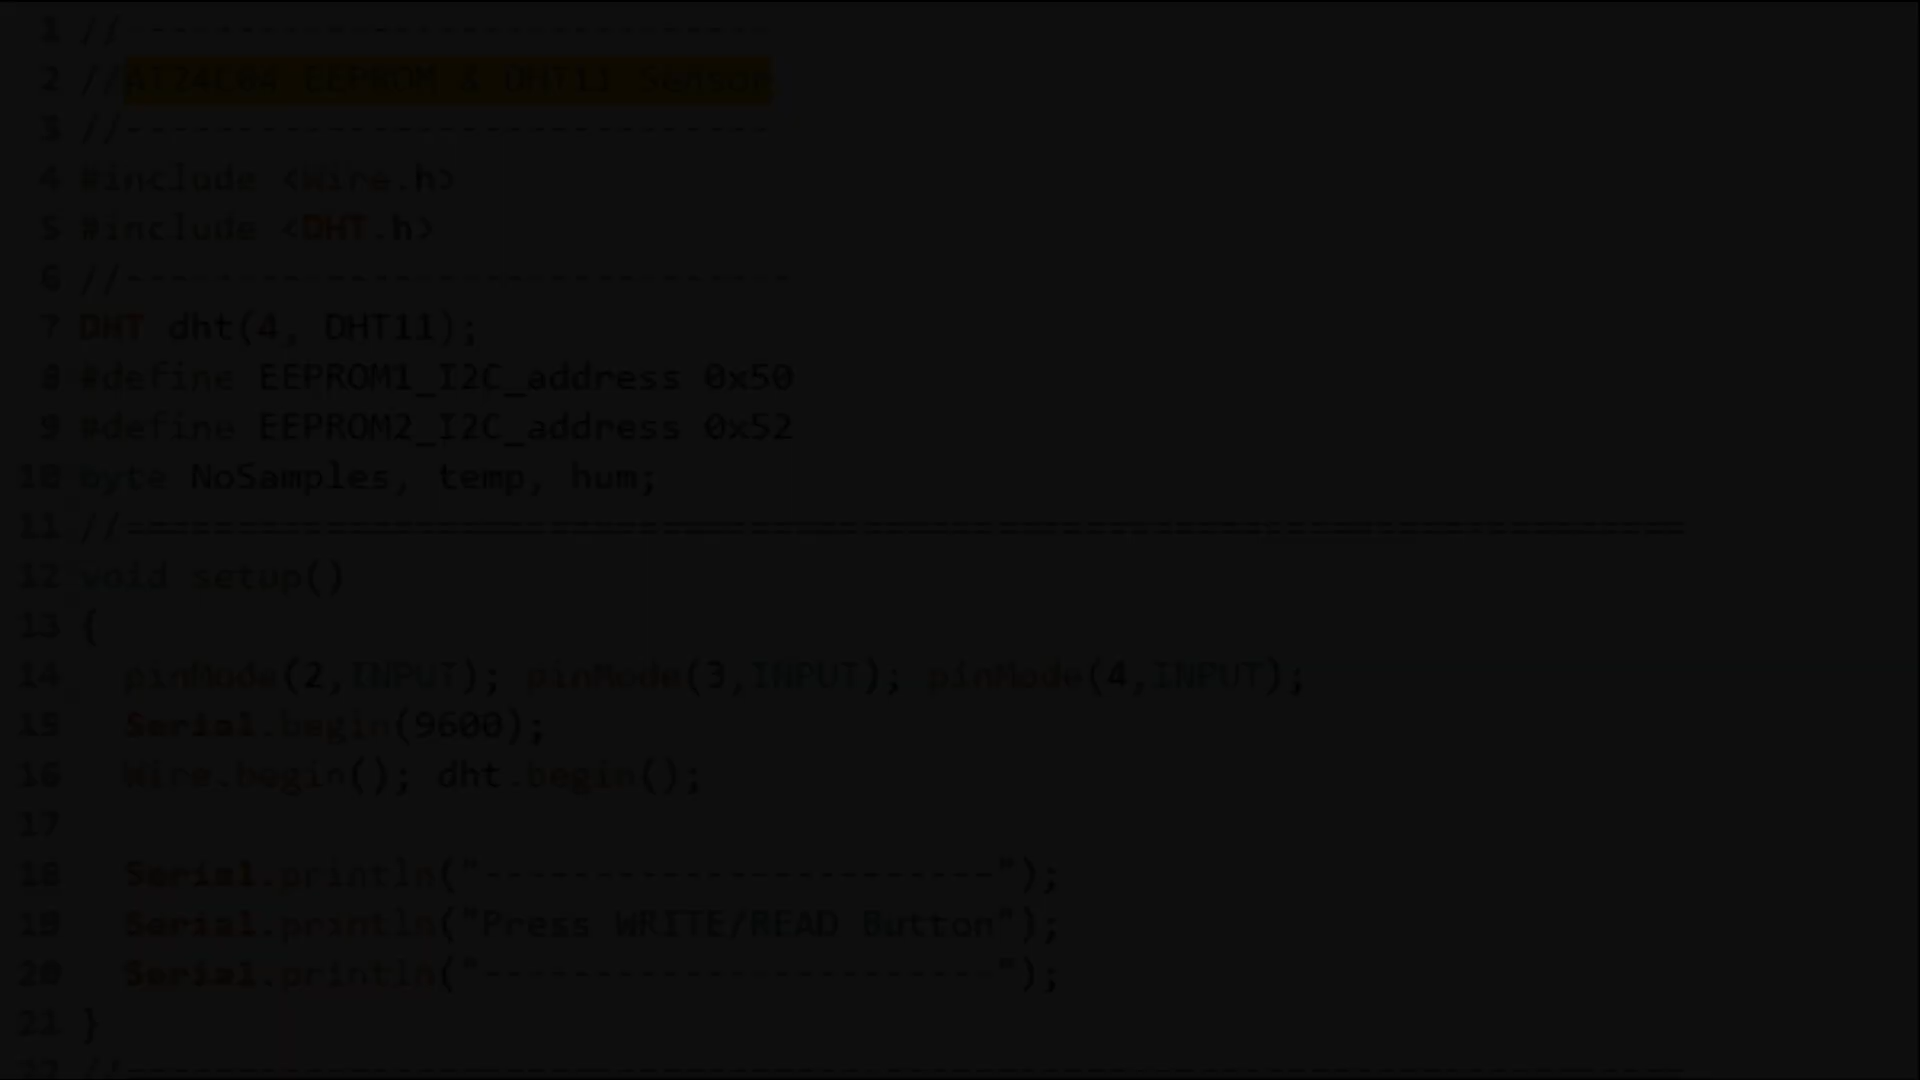 1 //-----------------------------
2 //AT24C04 EEPROM & DHT11 Sensor
3 //-----------------------------
4 #include <Wire.h>
5 #include <DHT.h>
6 //------------------------------
7 DHT dht(4, DHT11);
8 #define EEPROM1_I2C_address 0x50
9 #define EEPROM2_I2C_address 0x52
10 byte NoSamples, temp, hum;
11 //======================================================================
12 void setup()
13 {
14   pinMode(2,INPUT); pinMode(3,INPUT); pinMode(4,INPUT);
15   Serial.begin(9600);
16   Wire.begin(); dht.begin();
17
18   Serial.println("-----------------------");
19   Serial.println("Press WRITE/READ Button");
20   Serial.println("-----------------------");
21 }
22 //======================================================================